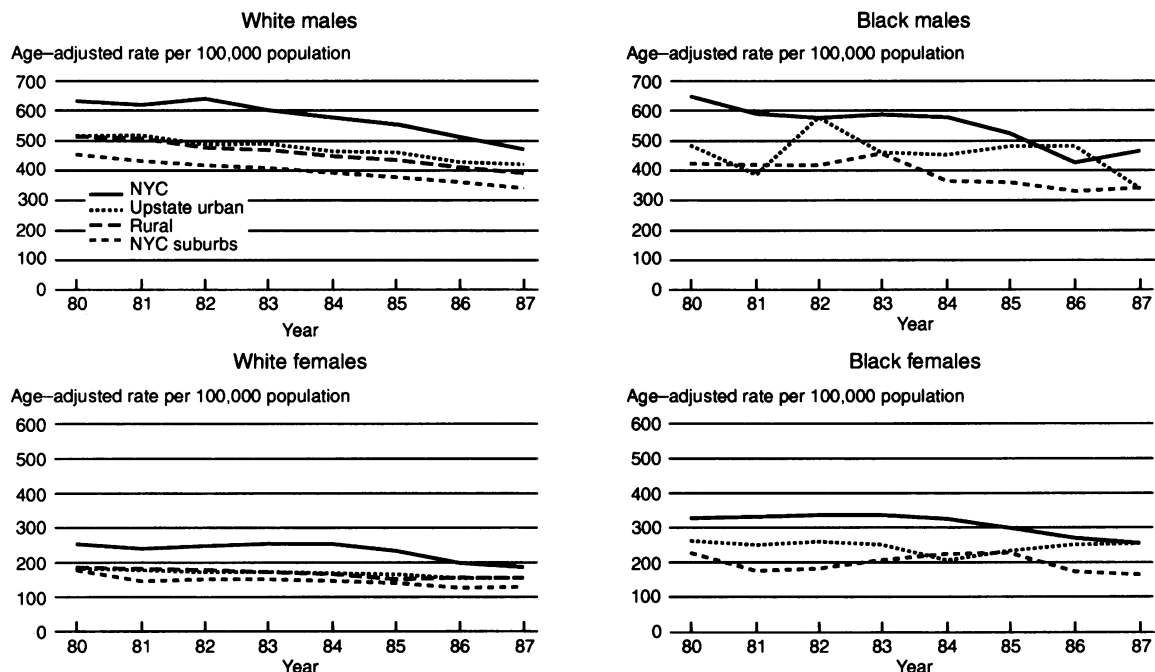 White males
Age–adjusted rate per 100,000 population
700
600
500
400
300
200
100
0
NYC
Upstate urban
Rural
NYC suburbs
80 81 82 83 84 85 86 87
Year
Black males
Age–adjusted rate per 100,000 population
700
600
500
400
300
200
100
0
80 81 82 83 84 85 86 87
Year
White females
Age–adjusted rate per 100,000 population
600
500
400
300
200
100
0
80 81 82 83 84 85 86 87
Year
Black females
Age–adjusted rate per 100,000 population
600
500
400
300
200
100
0
80 81 82 83 84 85 86 87
Year